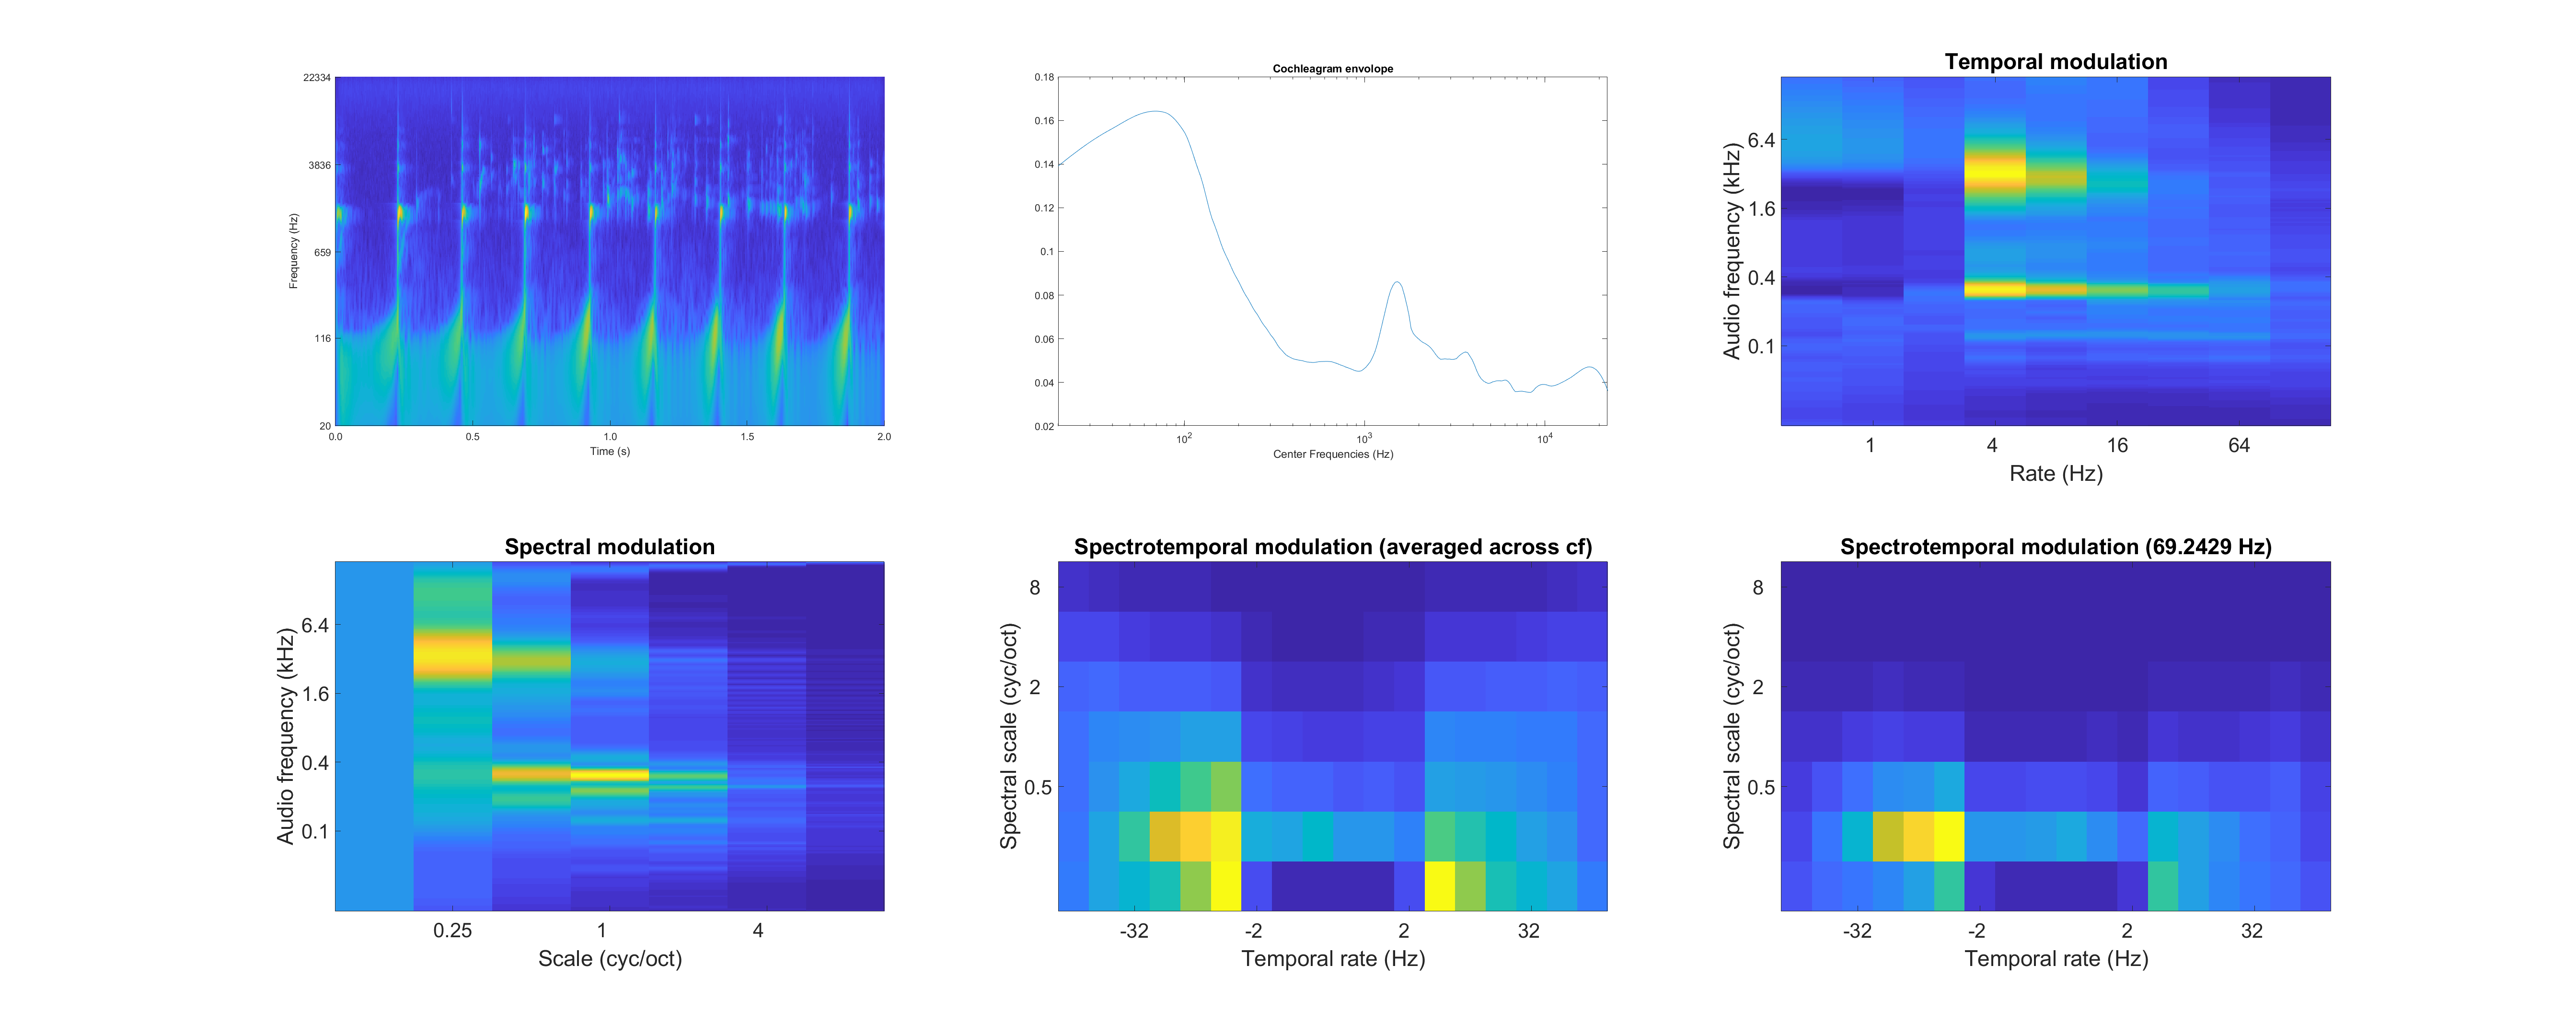 22334
3836
659
116
20
Frequency (Hz)
0.0 0.5 1.0 1.5 2.0
Time (s)
Cochleagram envolope
0.18
0.16
0.14
0.12
0.1
0.08
0.06
0.04
0.02
10^2 10^3 10^4
Center Frequencies (Hz)
Temporal modulation
6.4
1.6
0.4
0.1
Audio frequency (kHz)
1 4 16 64
Rate (Hz)
Spectral modulation
6.4
1.6
0.4
0.1
Audio frequency (kHz)
0.25 1 4
Scale (cyc/oct)
Spectrotemporal modulation (averaged across cf)
8
2
0.5
Spectral scale (cyc/oct)
-32 -2 2 32
Temporal rate (Hz)
Spectrotemporal modulation (69.2429 Hz)
8
2
0.5
Spectral scale (cyc/oct)
-32 -2 2 32
Temporal rate (Hz)